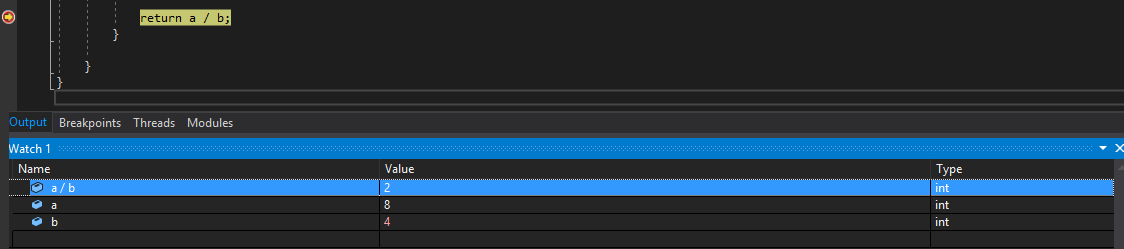 return a / b;
}
}
}
Output Breakpoints Threads Modules
Watch 1
Name Value Type
a / b 2 int
a 8 int
b 4 int